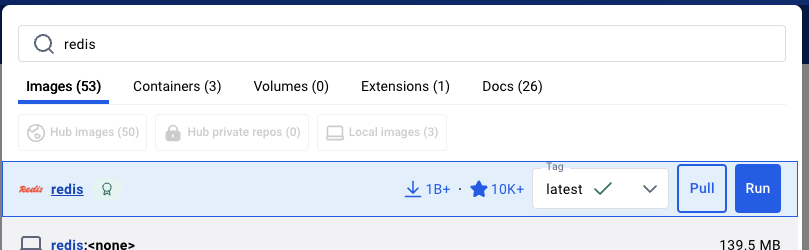 redis
Images (53) Containers (3) Volumes (0) Extensions (1) Docs (26)
Hub images (50) Hub private repos (0) Local images (3)
Tag
Redis redis 1B+ · 10K+ latest Pull Run
redis:<none> 139.5 MB